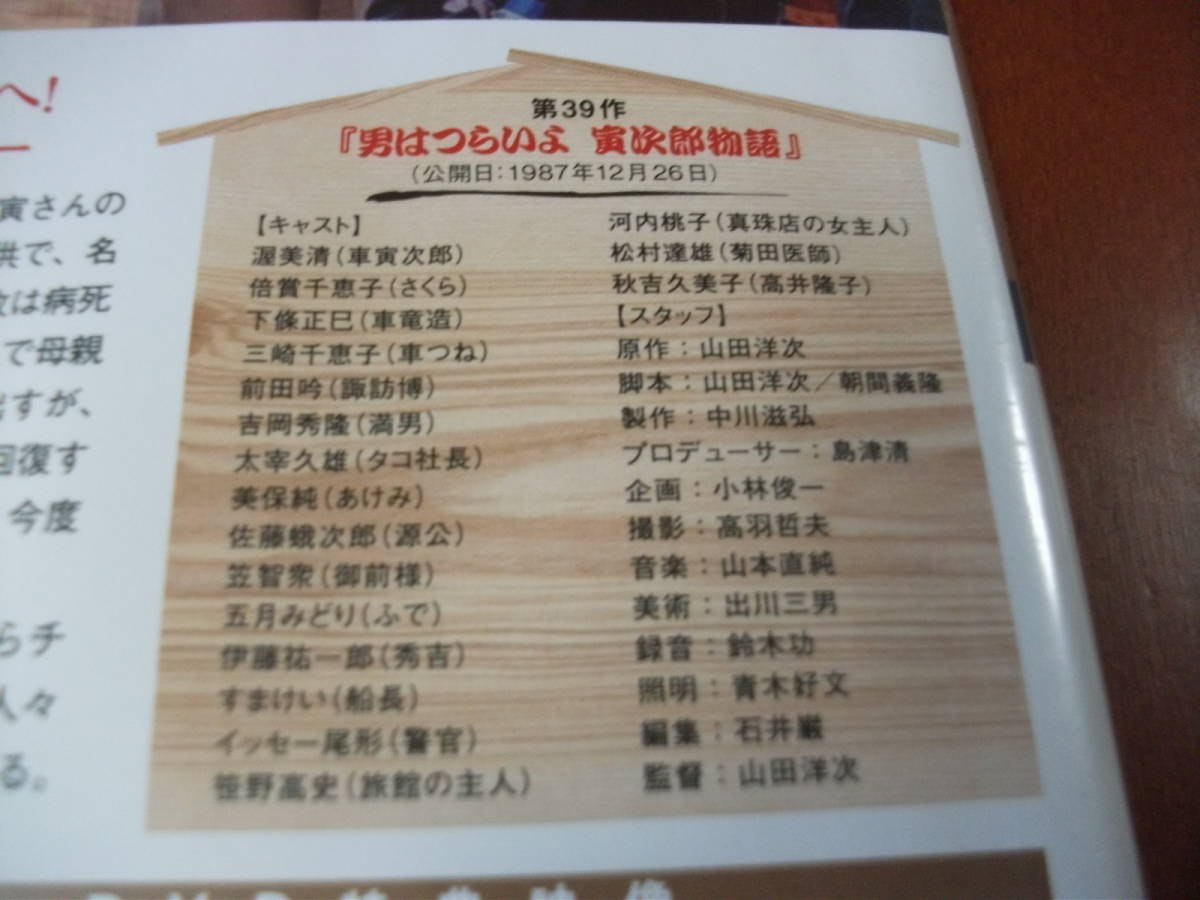 へ!
寅さんの
供で、名
は病死
で母親
出すが、
回復す
今度
らチ
人々
る。
第39作
『男はつらいよ 寅次郎物語』
(公開日:1987年12月26日)
【キャスト】
渥美清(車寅次郎)
倍賞千恵子(さくら)
下條正巳(車竜造)
三崎千恵子(車つね)
前田吟(諏訪博)
吉岡秀隆(満男)
太宰久雄(タコ社長)
美保純(あけみ)
佐藤蛾次郎(源公)
笠智衆(御前様)
五月みどり(ふで)
伊藤祐一郎(秀吉)
すまけい(船長)
イッセー尾形(警官)
笹野高史(旅館の主人)
河内桃子(真珠店の女主人)
松村達雄(菊田医師)
秋吉久美子(高井隆子)
【スタッフ】
原作:山田洋次
脚本:山田洋次/朝間義隆
製作:中川滋弘
プロデューサー:島津清
企画:小林俊一
撮影:高羽哲夫
音楽:山本直純
美術:出川三男
録音:鈴木功
照明:青木好文
編集:石井巌
監督:山田洋次
DVD特典映像